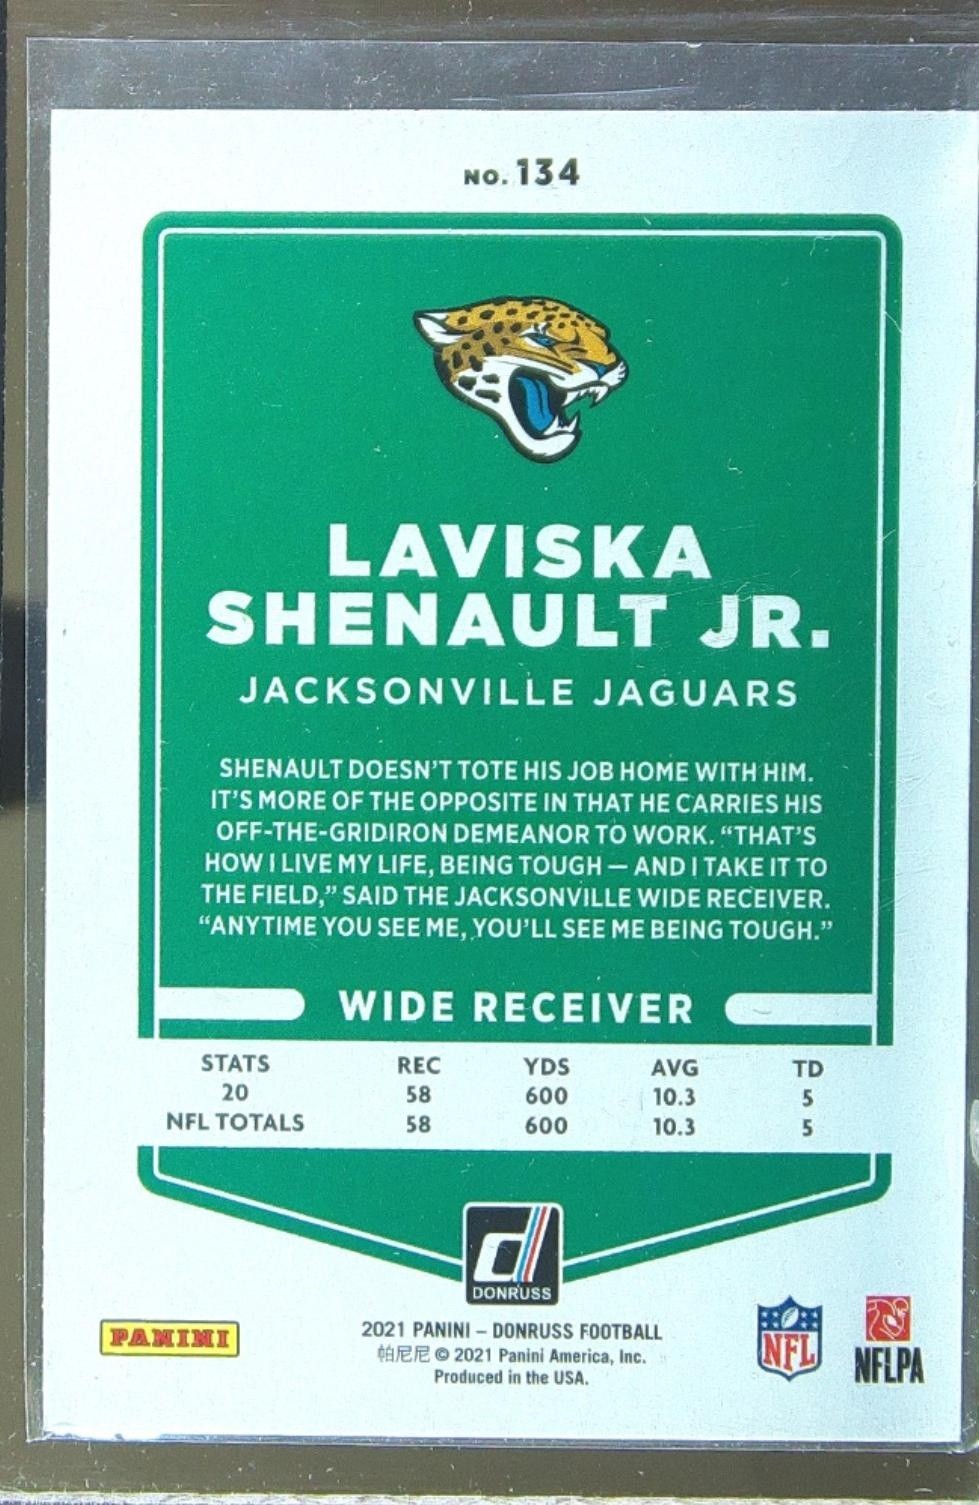 NO. 134
LAVISKA
SHENAULT JR.
JACKSONVILLE JAGUARS
SHENAULT DOESN'T TOTE HIS JOB HOME WITH HIM.
IT'S MORE OF THE OPPOSITE IN THAT HE CARRIES HIS
OFF-THE-GRIDIRON DEMEANOR TO WORK. “THAT'S
HOW I LIVE MY LIFE, BEING TOUGH — AND I TAKE IT TO
THE FIELD,” SAID THE JACKSONVILLE WIDE RECEIVER.
“ANYTIME YOU SEE ME, YOU'LL SEE ME BEING TOUGH.”
WIDE RECEIVER
STATS REC YDS AVG TD
20 58 600 10.3 5
NFL TOTALS 58 600 10.3 5
d
DONRUSS
PANINI
2021 PANINI – DONRUSS FOOTBALL
帕尼尼 © 2021 Panini America, Inc.
Produced in the USA.
NFL
NFLPA